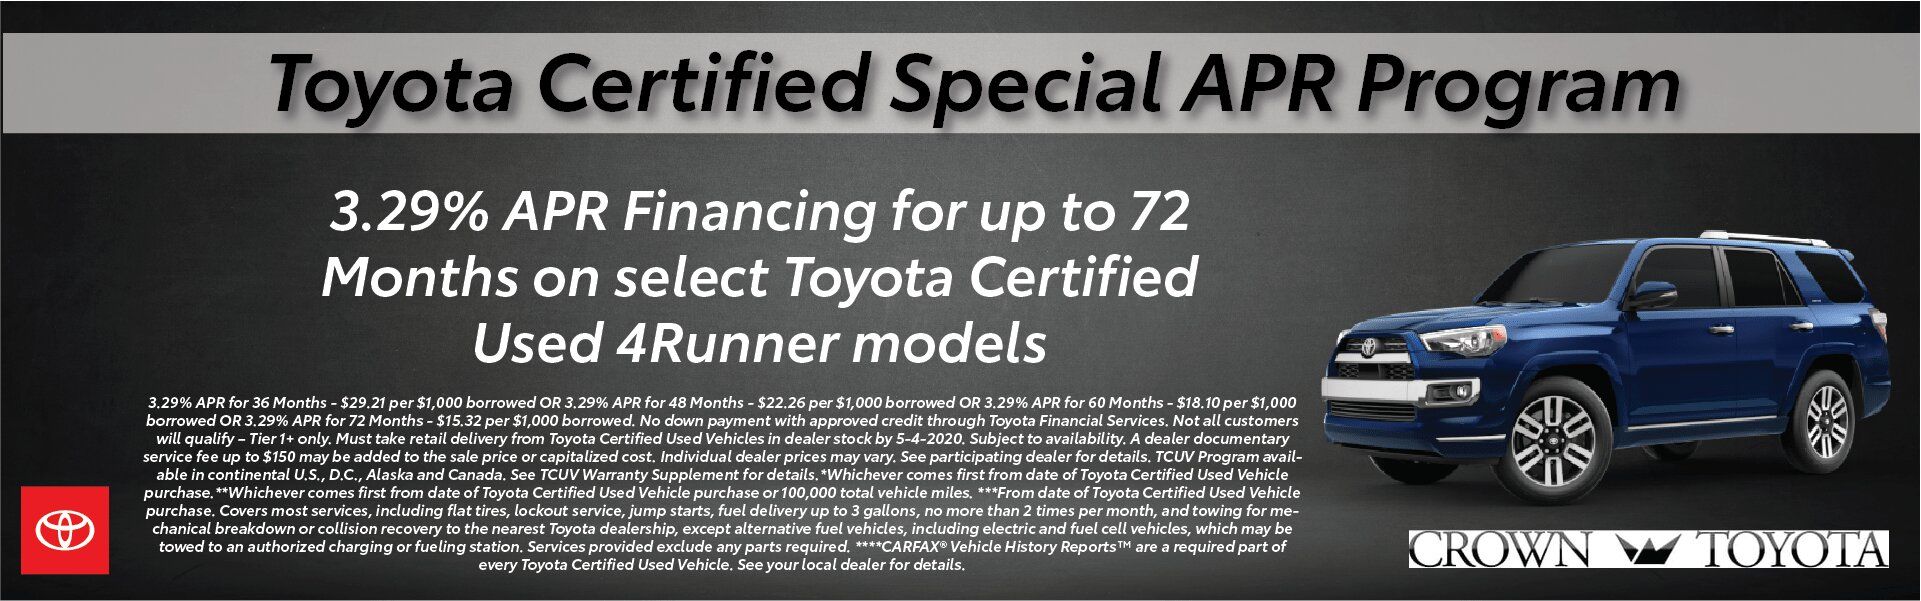 Toyota Certified Special APR Program
3.29% APR Financing for up to 72
Months on select Toyota Certified
Used 4Runner models
3.29% APR for 36 Months - $29.21 per $1,000 borrowed OR 3.29% APR for 48 Months - $22.26 per $1,000 borrowed OR 3.29% APR for 60 Months - $18.10 per $1,000
borrowed OR 3.29% APR for 72 Months - $15.32 per $1,000 borrowed. No down payment with approved credit through Toyota Financial Services. Not all customers
will qualify – Tier 1+ only. Must take retail delivery from Toyota Certified Used Vehicles in dealer stock by 5-4-2020. Subject to availability. A dealer documentary
service fee up to $150 may be added to the sale price or capitalized cost. Individual dealer prices may vary. See participating dealer for details. TCUV Program avail-
able in continental U.S., D.C., Alaska and Canada. See TCUV Warranty Supplement for details.*Whichever comes first from date of Toyota Certified Used Vehicle
purchase.**Whichever comes first from date of Toyota Certified Used Vehicle purchase or 100,000 total vehicle miles. ***From date of Toyota Certified Used Vehicle
purchase. Covers most services, including flat tires, lockout service, jump starts, fuel delivery up to 3 gallons, no more than 2 times per month, and towing for me-
chanical breakdown or collision recovery to the nearest Toyota dealership, except alternative fuel vehicles, including electric and fuel cell vehicles, which may be
towed to an authorized charging or fueling station. Services provided exclude any parts required. ****CARFAX® Vehicle History Reports™ are a required part of
every Toyota Certified Used Vehicle. See your local dealer for details.
CROWN TOYOTA